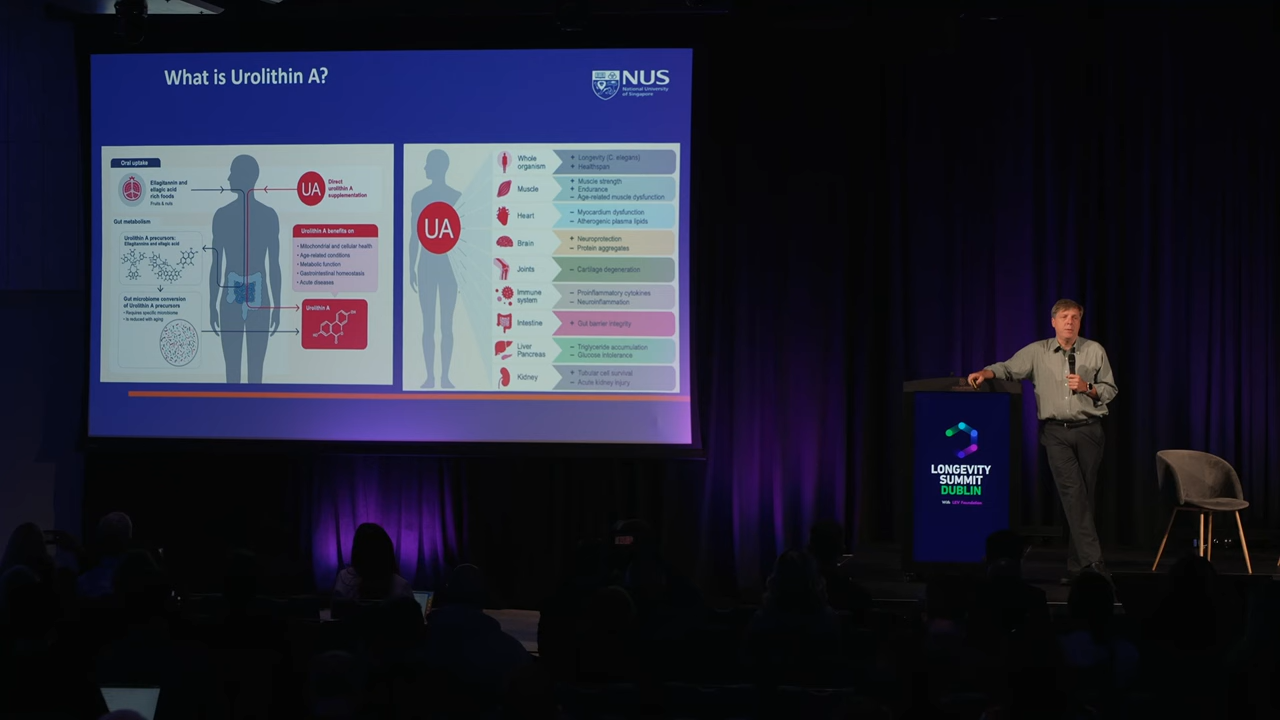 What is Urolithin A?
NUS
National University
of Singapore
Oral uptake
Ellagitannin and
ellagic acid
rich foods
Fruits & nuts
UA
Direct
urolithin A
supplementation
Gut metabolism
Urolithin A precursors:
Ellagitannins and ellagic acid
Gut microbiome conversion
of Urolithin A precursors
• Requires specific microbiome
• Is reduced with aging
Urolithin A benefits on
• Mitochondrial and cellular health
• Age-related conditions
• Metabolic function
• Gastrointestinal homeostasis
• Acute diseases
Urolithin A
UA
Whole
organism
+ Longevity (C. elegans)
+ Healthspan
Muscle
+ Muscle strength
+ Endurance
– Age-related muscle dysfunction
Heart
– Myocardium dysfunction
– Atherogenic plasma lipids
Brain
+ Neuroprotection
– Protein aggregates
Joints
– Cartilage degeneration
Immune
system
– Proinflammatory cytokines
– Neuroinflammation
Intestine
+ Gut barrier integrity
Liver
Pancreas
– Triglyceride accumulation
– Glucose intolerance
Kidney
+ Tubular cell survival
– Acute kidney injury
LONGEVITY
SUMMIT
DUBLIN
With LEV Foundation